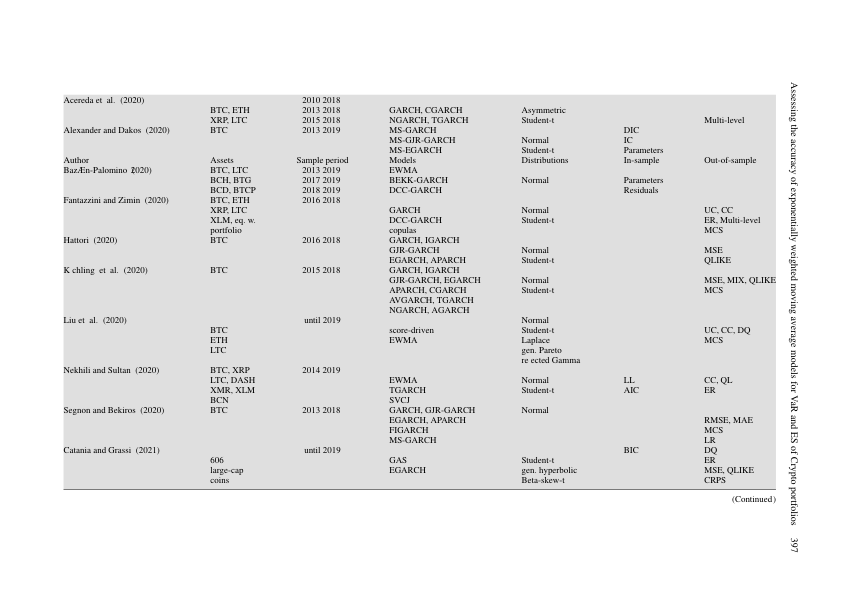 Acereda et al. (2020) 2010 2018
BTC, ETH 2013 2018 GARCH, CGARCH Asymmetric
XRP, LTC 2015 2018 NGARCH, TGARCH Student-t Multi-level
Alexander and Dakos (2020) BTC 2013 2019 MS-GARCH DIC
MS-GJR-GARCH Normal IC
MS-EGARCH Student-t Parameters
Author Assets Sample period Models Distributions In-sample Out-of-sample
BazÆn-Palomino 2020) BTC, LTC 2013 2019 EWMA
BCH, BTG 2017 2019 BEKK-GARCH Normal Parameters
BCD, BTCP 2018 2019 DCC-GARCH Residuals
Fantazzini and Zimin (2020) BTC, ETH 2016 2018
XRP, LTC GARCH Normal UC, CC
XLM, eq. w. DCC-GARCH Student-t ER, Multi-level
portfolio copulas MCS
Hattori (2020) BTC 2016 2018 GARCH, IGARCH
GJR-GARCH Normal MSE
EGARCH, APARCH Student-t QLIKE
K chling et al. (2020) BTC 2015 2018 GARCH, IGARCH
GJR-GARCH, EGARCH Normal MSE, MIX, QLIKE
APARCH, CGARCH Student-t MCS
AVGARCH, TGARCH
NGARCH, AGARCH
Liu et al. (2020) until 2019 Normal
BTC score-driven Student-t UC, CC, DQ
ETH EWMA Laplace MCS
LTC gen. Pareto
re ected Gamma
Nekhili and Sultan (2020) BTC, XRP 2014 2019
LTC, DASH EWMA Normal LL CC, QL
XMR, XLM TGARCH Student-t AIC ER
BCN SVCJ
Segnon and Bekiros (2020) BTC 2013 2018 GARCH, GJR-GARCH Normal
EGARCH, APARCH RMSE, MAE
FIGARCH MCS
MS-GARCH LR
Catania and Grassi (2021) until 2019 BIC DQ
606 GAS Student-t ER
large-cap EGARCH gen. hyperbolic MSE, QLIKE
coins Beta-skew-t CRPS
(Continued)
Assessing the accuracy of exponentially weighted moving average models for VaR and ES of Crypto portfolios 397